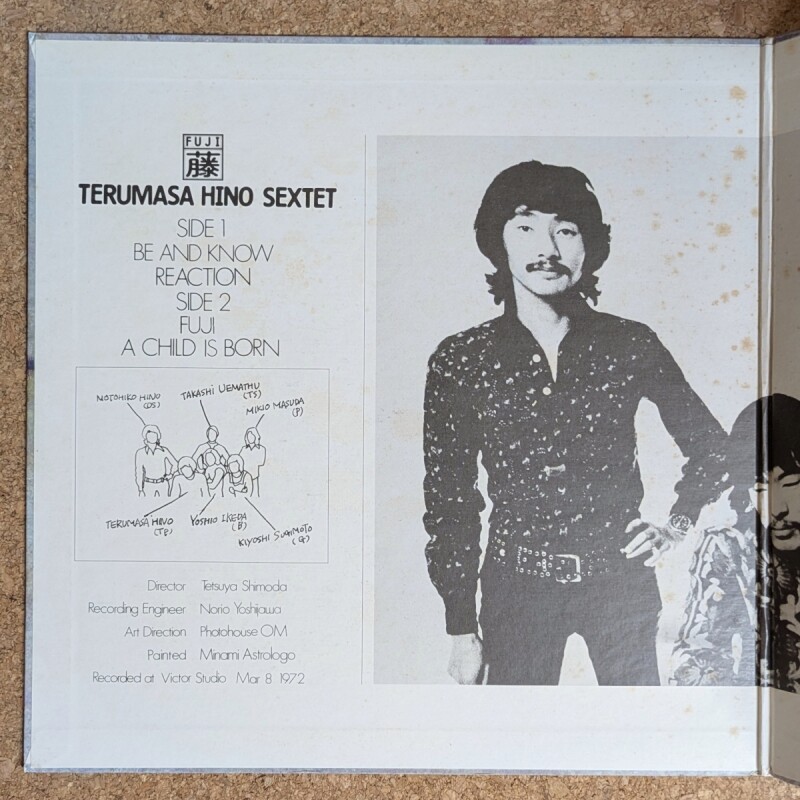 FUJI
藤
TERUMASA HINO SEXTET
SIDE 1
BE AND KNOW
REACTION
SIDE 2
FUJI
A CHILD IS BORN
MOTOHIKO HINO
(DS)
TAKASHI UEMATHU
(TS)
MIKIO MASUDA
(P)
TERUMASA HINO
(TP)
YOSHIO IKEDA
(B)
KIYOSHI SUGIMOTO
(G)
Director Tetsuya Shimoda
Recording Engineer Norio Yoshijawa
Art Direction Photohouse OM
Painted Minami Astrologo
Recorded at Victor Studio Mar 8 1972